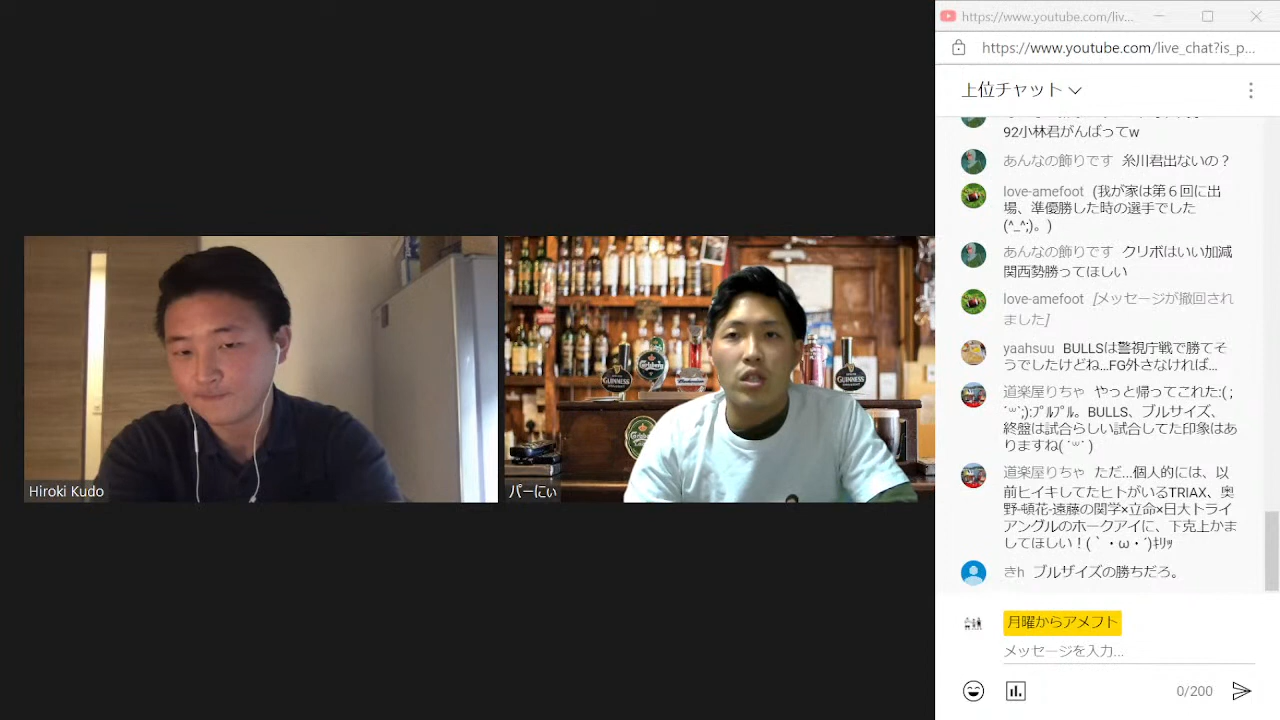 https://www.youtube.com/liv...
https://www.youtube.com/live_chat?is_p...
上位チャット
92小林君がんばってw
あんなの飾りです 糸川君出ないの？
love-amefoot (我が家は第６回に出
場、準優勝した時の選手でした
(^_^;)。)
あんなの飾りです クリボはいい加減
関西勢勝ってほしい
love-amefoot [メッセージが撤回され
ました]
yaahsuu BULLSは警視庁戦で勝てそ
うでしたけどね...FG外さなければ...
道楽屋りちゃ やっと帰ってこれた(；
´꒳`;):ﾌﾟﾙﾌﾟﾙ。BULLS、ブルサイズ、
終盤は試合らしい試合してた印象はあ
りますね(´꒳` )
道楽屋りちゃ ただ...個人的には、以
前ヒイキしてたヒトがいるTRIAX、奥
野-頓花-遠藤の関学×立命×日大トライ
アングルのホークアイに、下克上かま
してほしい！(｀・ω・´)ｷﾘｯ
きh ブルザイズの勝ちだろ。
月曜からアメフト
メッセージを入力...
0/200
GUINNESS
Carlsberg
GUINNESS
Carlsberg
Hiroki Kudo
パーにぃ